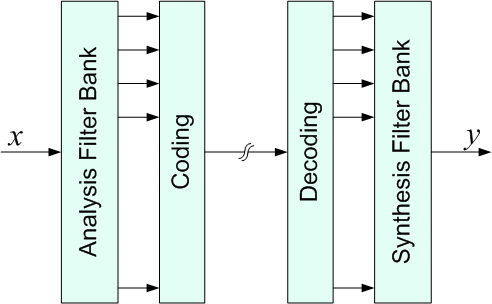 x
Analysis Filter Bank
Coding
Decoding
Synthesis Filter Bank
y